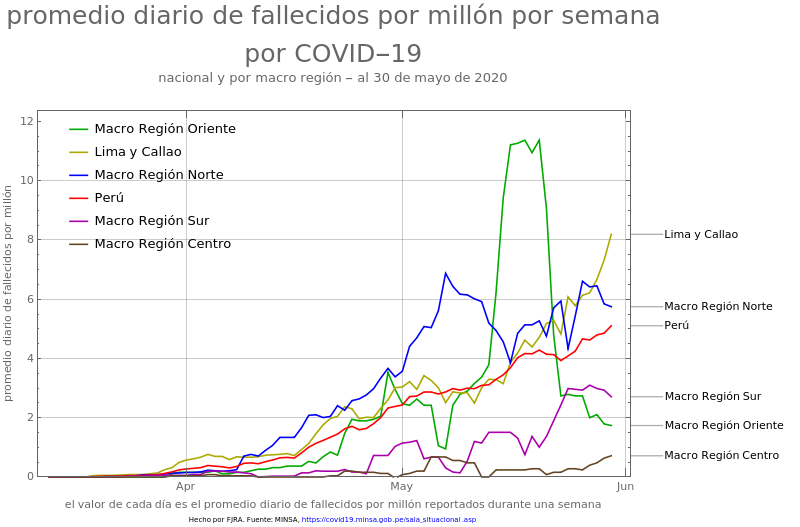 promedio diario de fallecidos por millón por semana
por COVID−19
nacional y por macro región − al 30 de mayo de 2020
promedio diario de fallecidos por millón
12
10
8
6
4
2
0
Macro Región Oriente
Lima y Callao
Macro Región Norte
Perú
Macro Región Sur
Macro Región Centro
Lima y Callao
Macro Región Norte
Perú
Macro Región Sur
Macro Región Oriente
Macro Región Centro
Apr
May
Jun
el valor de cada día es el promedio diario de fallecidos por millón reportados durante una semana
Hecho por FJRA. Fuente: MINSA, https://covid19.minsa.gob.pe/sala_situacional.asp